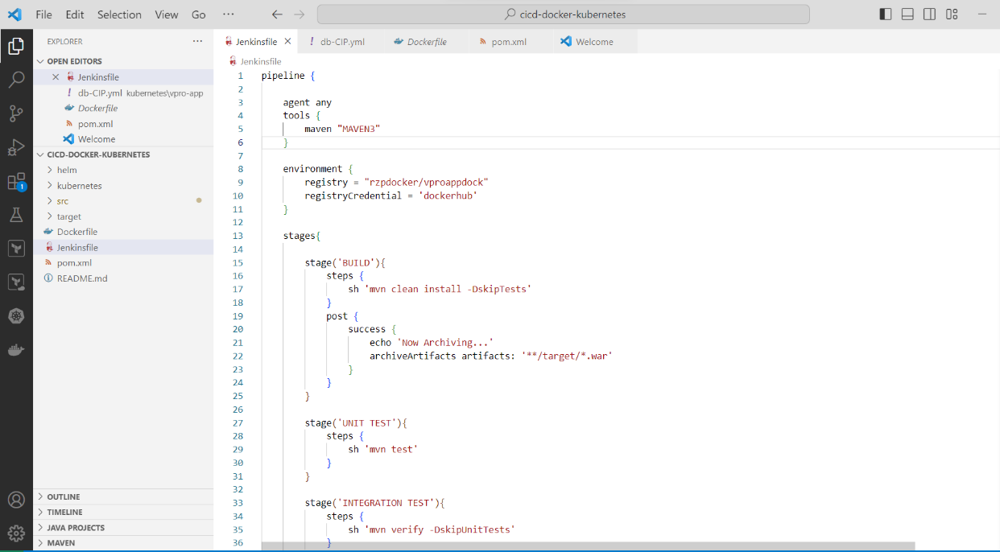 File Edit Selection View Go ··· cicd-docker-kubernetes
EXPLORER ···
OPEN EDITORS
Jenkinsfile
! db-CIP.yml kubernetes\vpro-app
Dockerfile
pom.xml
Welcome
CICD-DOCKER-KUBERNETES
helm
kubernetes
src
target
Dockerfile
Jenkinsfile
pom.xml
README.md
OUTLINE
TIMELINE
JAVA PROJECTS
MAVEN
1
Jenkinsfile ! db-CIP.yml Dockerfile pom.xml Welcome
Jenkinsfile
1 pipeline {
2
3 agent any
4 tools {
5 maven "MAVEN3"
6 }
7
8 environment {
9 registry = "rzpdocker/vproappdock"
10 registryCredential = 'dockerhub'
11 }
12
13 stages{
14
15 stage('BUILD'){
16 steps {
17 sh 'mvn clean install -DskipTests'
18 }
19 post {
20 success {
21 echo 'Now Archiving...'
22 archiveArtifacts artifacts: '**/target/*.war'
23 }
24 }
25 }
26
27 stage('UNIT TEST'){
28 steps {
29 sh 'mvn test'
30 }
31 }
32
33 stage('INTEGRATION TEST'){
34 steps {
35 sh 'mvn verify -DskipUnitTests'
36 }